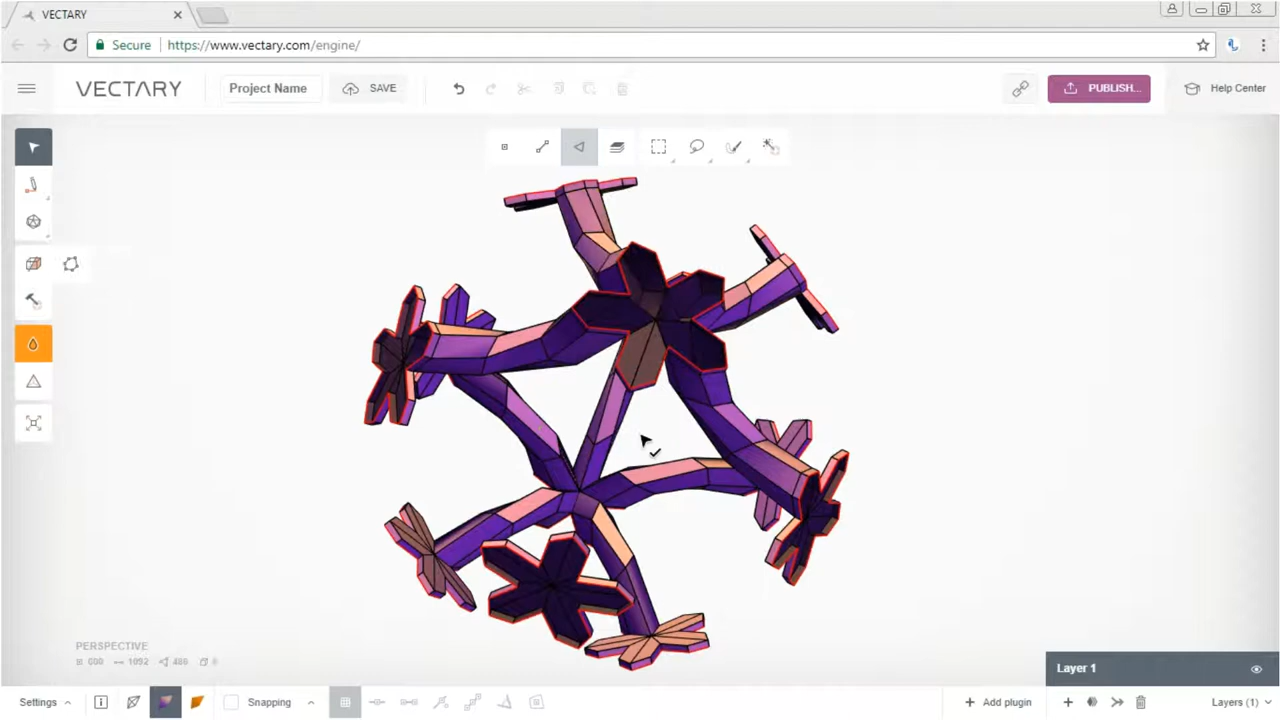 VECTARY
Secure
https://www.vectary.com/engine/
VECTARY
Project Name
SAVE
PUBLISH...
Help Center
PERSPECTIVE
1092
Layer 1
Settings
Snapping
Add plugin
Layers (1)